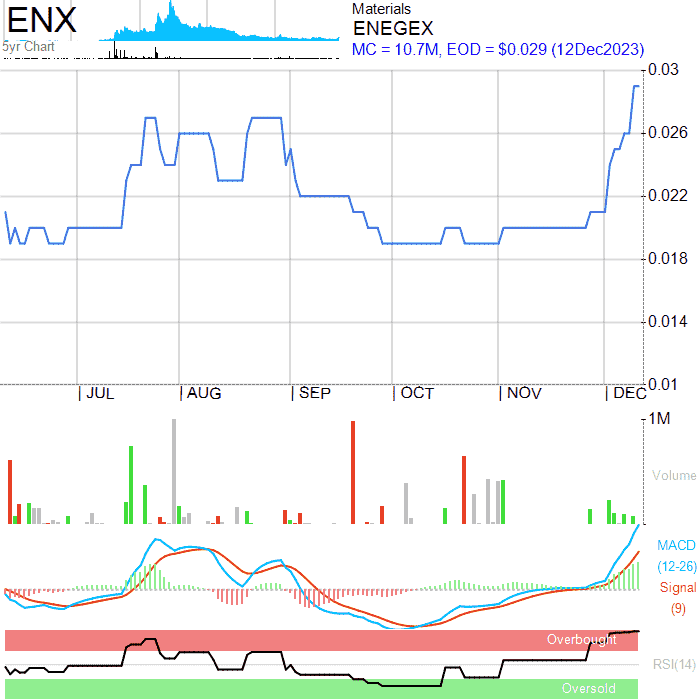 ENX
5yr Chart
Materials
ENEGEX
MC = 10.7M, EOD = $0.029 (12Dec2023)
0.03
0.026
0.022
0.018
0.014
0.01
JUL
AUG
SEP
OCT
NOV
DEC
1M
Volume
MACD
(12-26)
Signal
(9)
Overbought
RSI(14)
Oversold